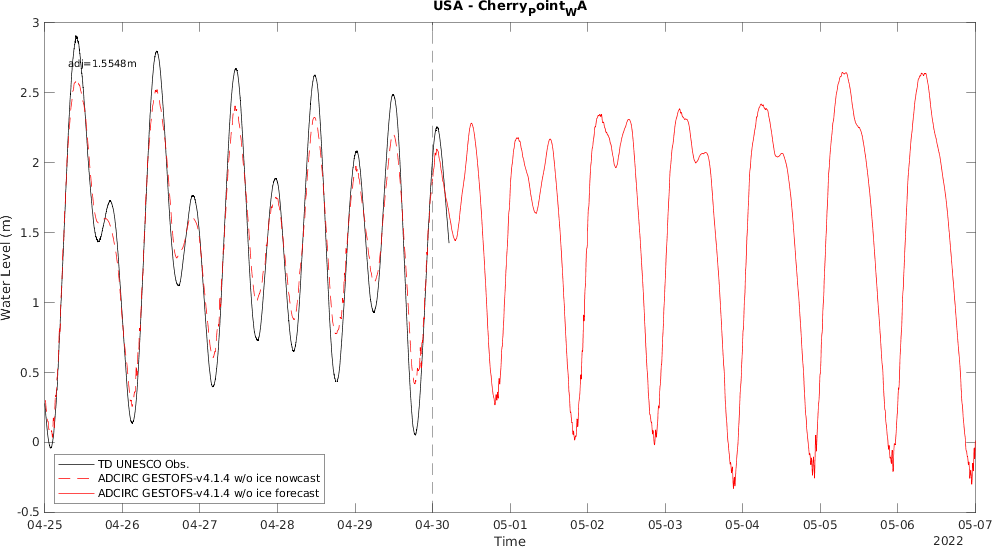 USA - CherryPointWA
3
2.5
2
1.5
1
0.5
0
-0.5
Water Level (m)
adj=1.5548m
TD UNESCO Obs.
ADCIRC GESTOFS-v4.1.4 w/o ice nowcast
ADCIRC GESTOFS-v4.1.4 w/o ice forecast
04-25 04-26 04-27 04-28 04-29 04-30 05-01 05-02 05-03 05-04 05-05 05-06 05-07
Time
2022